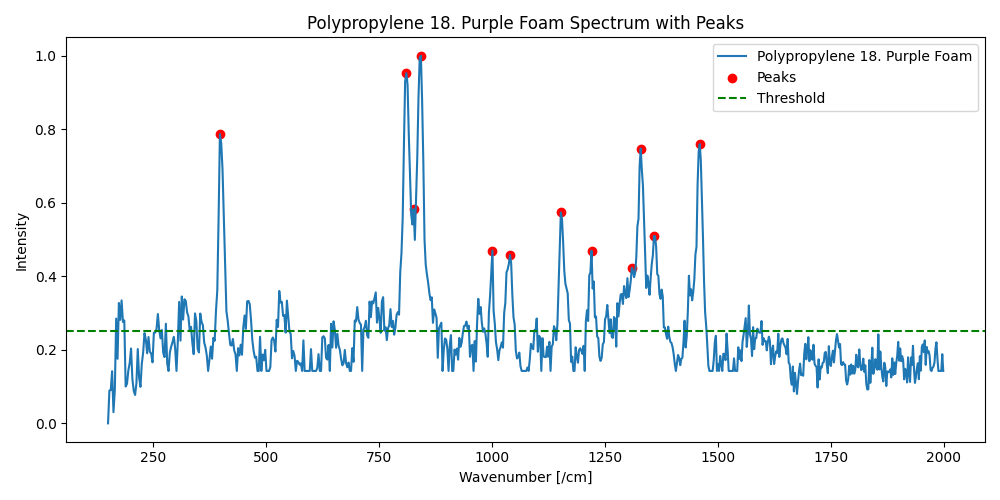 Polypropylene 18. Purple Foam Spectrum with Peaks
Polypropylene 18. Purple Foam
Peaks
Threshold
1.0
0.8
0.6
0.4
0.2
0.0
Intensity
250
500
750
1000
1250
1500
1750
2000
Wavenumber [/cm]